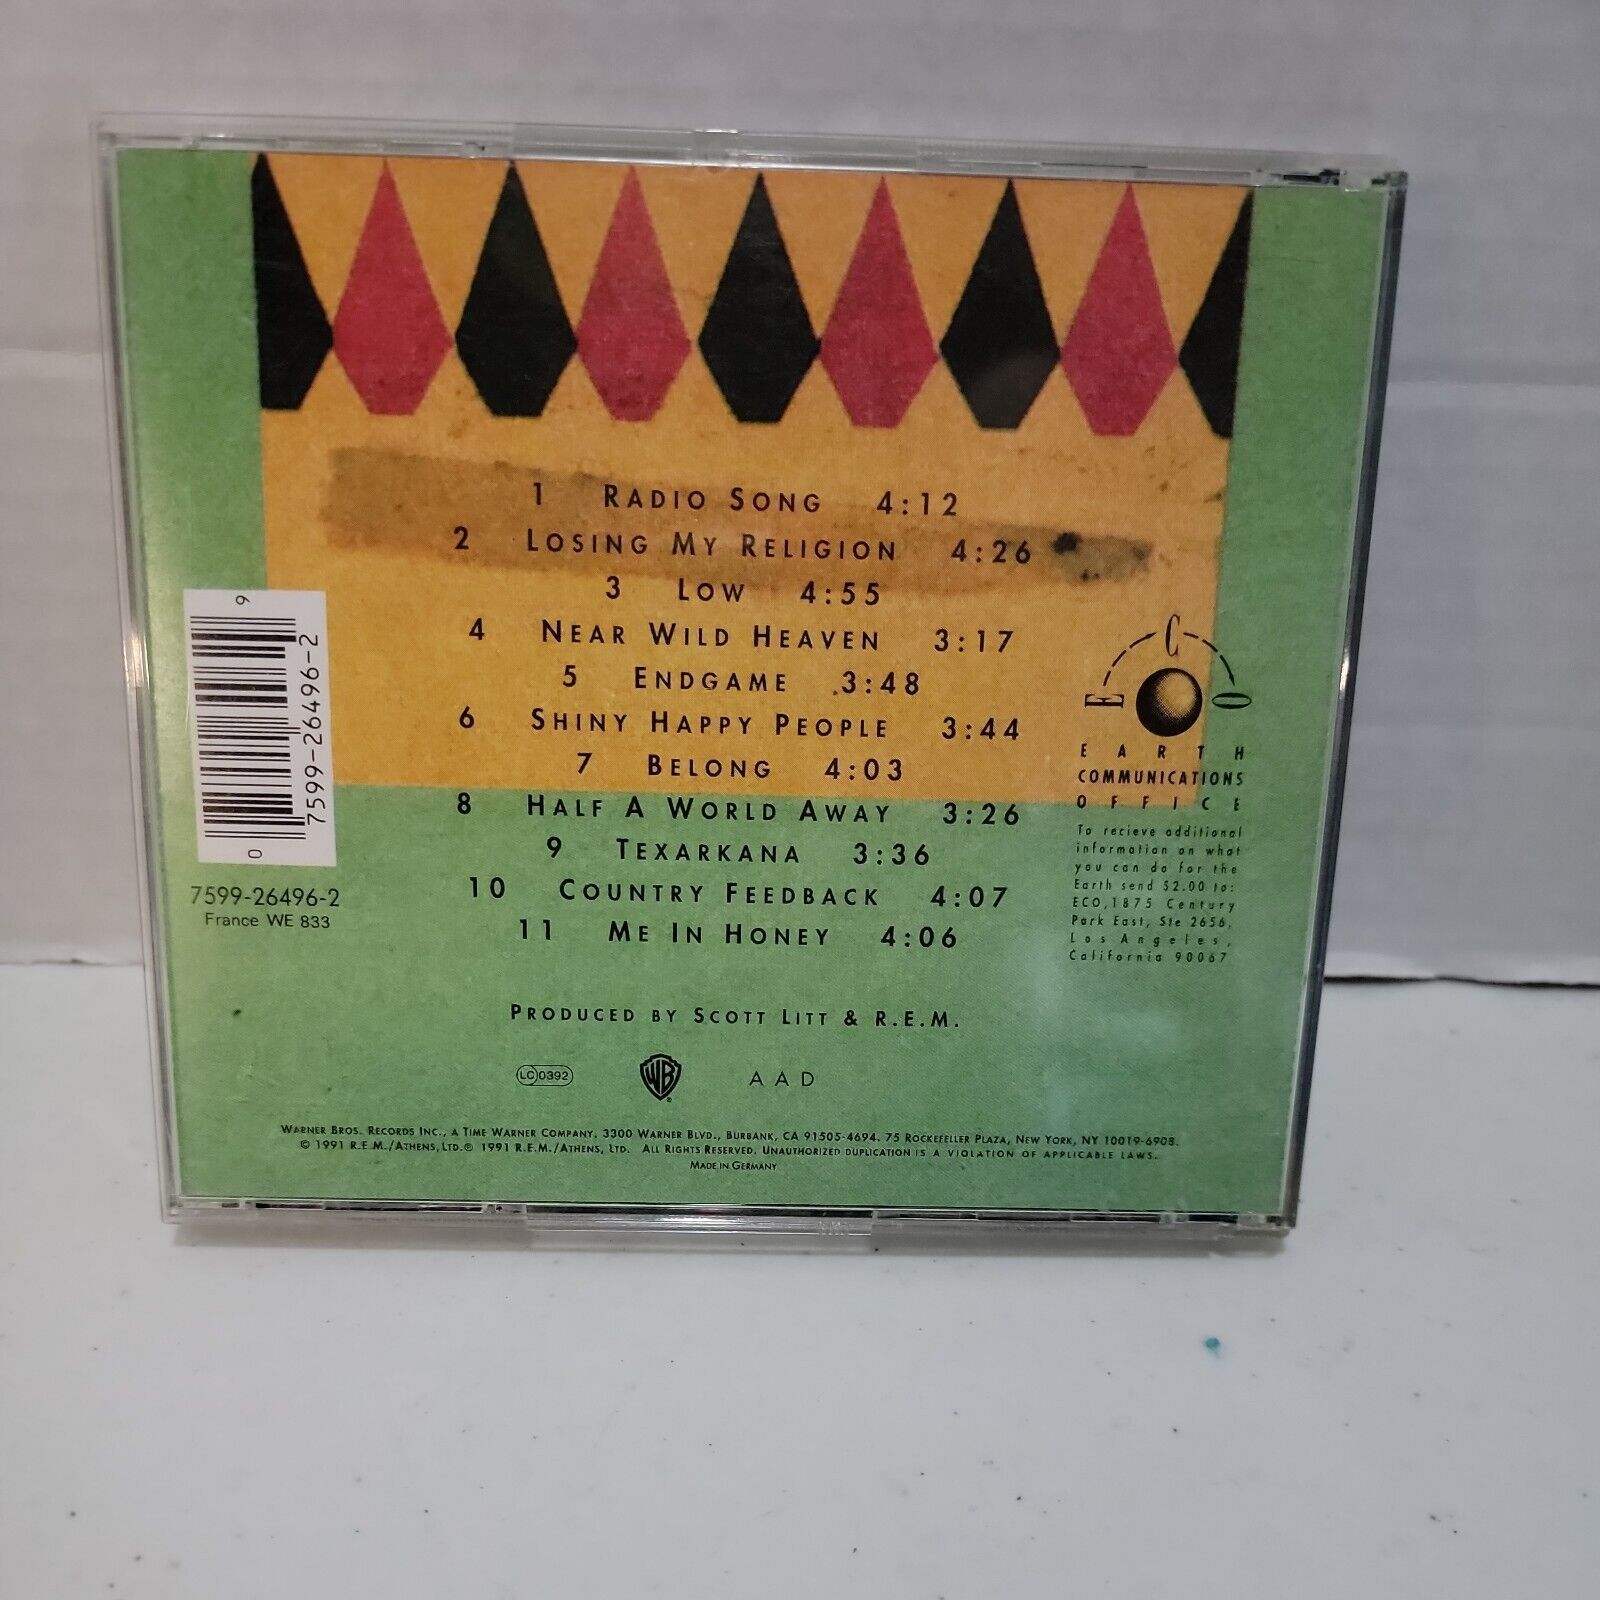 1 RADIO SONG 4:12
2 LOSING MY RELIGION 4:26
3 LOW 4:55
4 NEAR WILD HEAVEN 3:17
5 ENDGAME 3:48
6 SHINY HAPPY PEOPLE 3:44
7 BELONG 4:03
8 HALF A WORLD AWAY 3:26
9 TEXARKANA 3:36
10 COUNTRY FEEDBACK 4:07
11 ME IN HONEY 4:06
9
7599-26496-2
0
7599-26496-2
France WE 833
E C O
EARTH
COMMUNICATIONS
OFFICE
To recieve additional
information on what
you can do for the
Earth send $2.00 to:
ECO, 1875 Century
Park East, Ste 2656.
Los Angeles,
California 90067
PRODUCED BY SCOTT LITT & R.E.M.
LC 0392
WB
AAD
WARNER BROS. RECORDS INC., A TIME WARNER COMPANY, 3300 WARNER BLVD., BURBANK, CA 91505-4694. 75 ROCKEFELLER PLAZA, NEW YORK, NY 10019-6908.
© 1991 R.E.M./ATHENS, LTD. ℗ 1991 R.E.M./ATHENS, LTD. ALL RIGHTS RESERVED. UNAUTHORIZED DUPLICATION IS A VIOLATION OF APPLICABLE LAWS.
MADE IN GERMANY